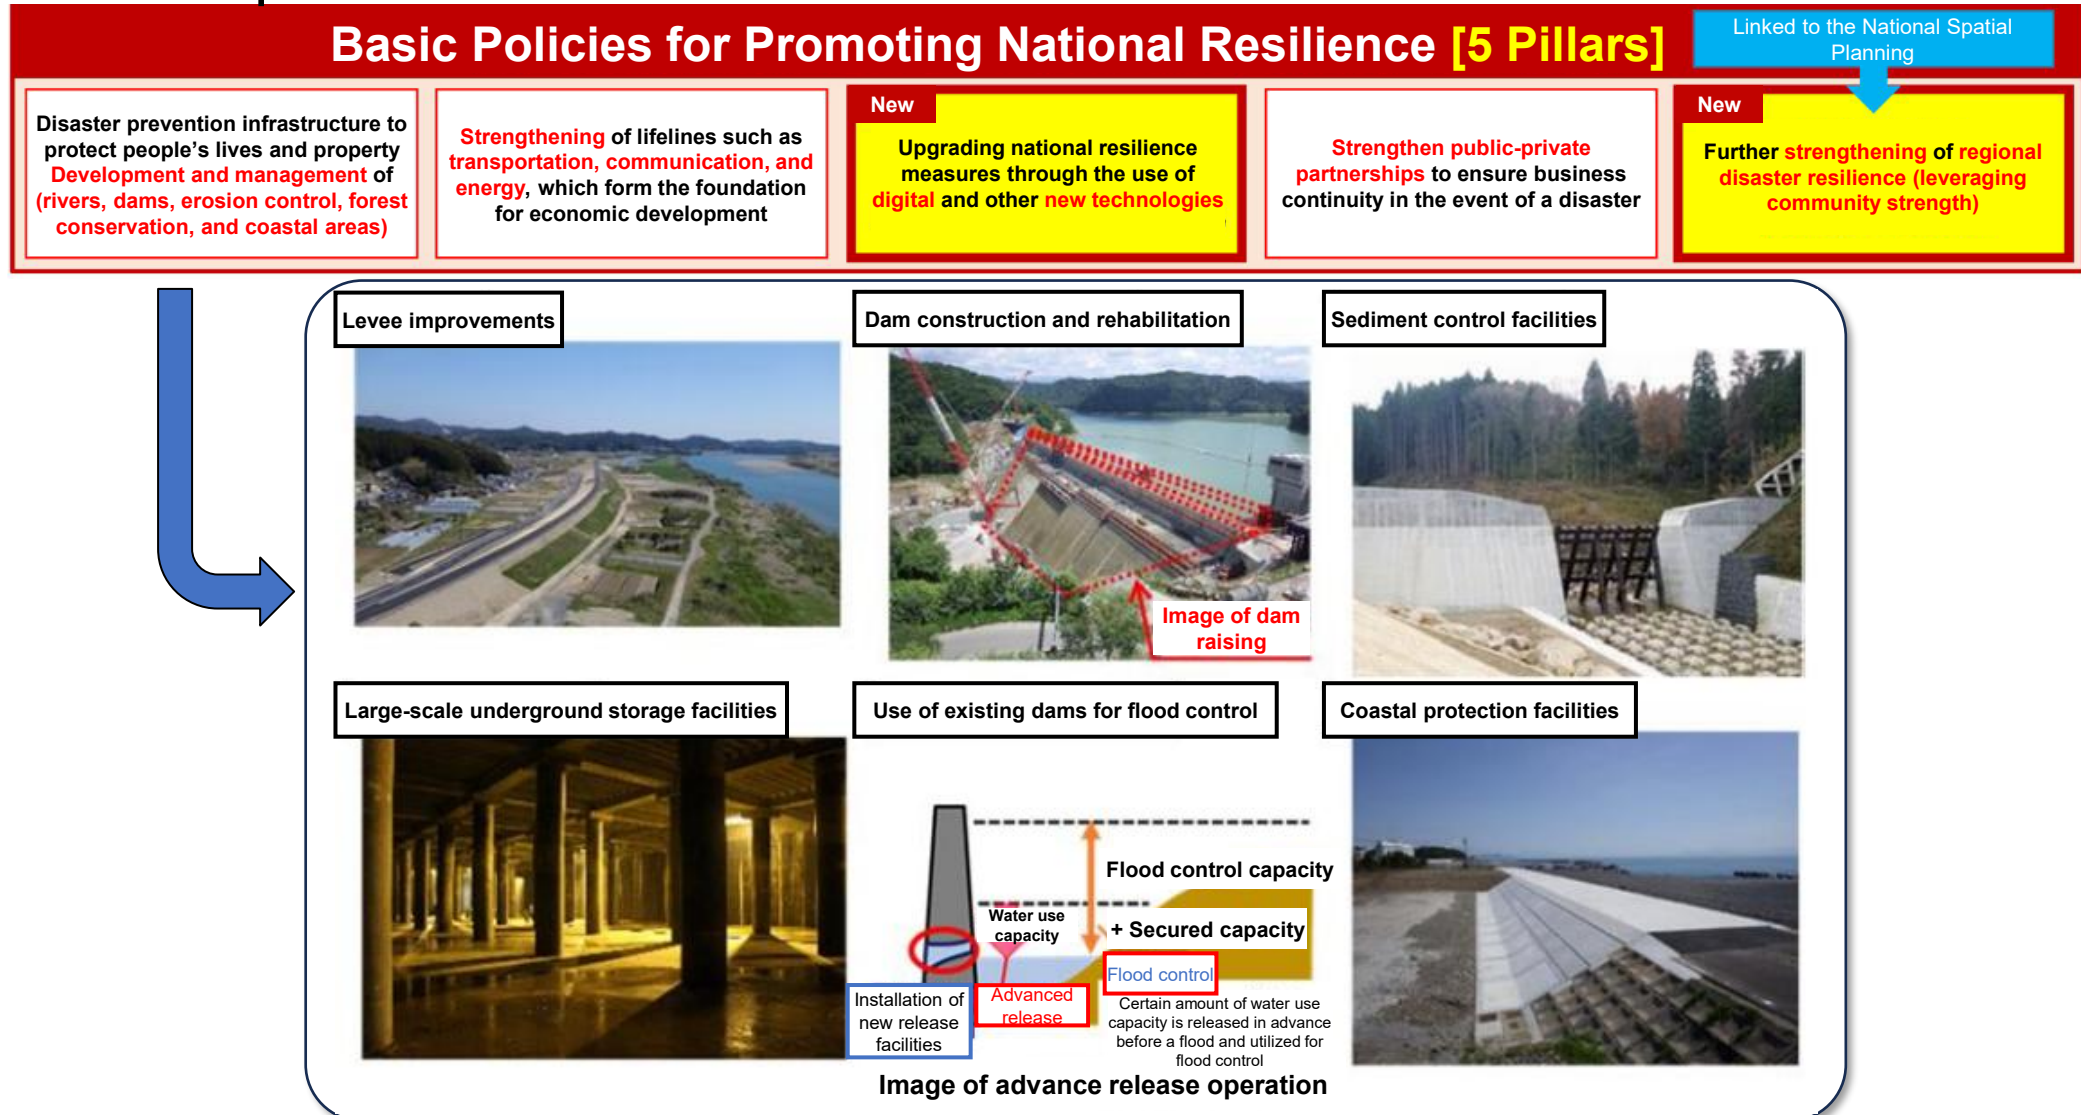 Basic Policies for Promoting National Resilience [5 Pillars]
Linked to the National Spatial
Planning
Disaster prevention infrastructure to
protect people's lives and property
Development and management of
(rivers, dams, erosion control, forest
conservation, and coastal areas)
Strengthening of lifelines such as
transportation, communication, and
energy, which form the foundation
for economic development
New
Upgrading national resilience
measures through the use of
digital and other new technologies
Strengthen public-private
partnerships to ensure business
continuity in the event of a disaster
New
Further strengthening of regional
disaster resilience (leveraging
community strength)
Levee improvements
Dam construction and rehabilitation
Image of dam
raising
Sediment control facilities
Large-scale underground storage facilities
Use of existing dams for flood control
Flood control capacity
Water use
capacity
+ Secured capacity
Flood control
Installation of
new release
facilities
Advanced
release
Certain amount of water use
capacity is released in advance
before a flood and utilized for
flood control
Image of advance release operation
Coastal protection facilities